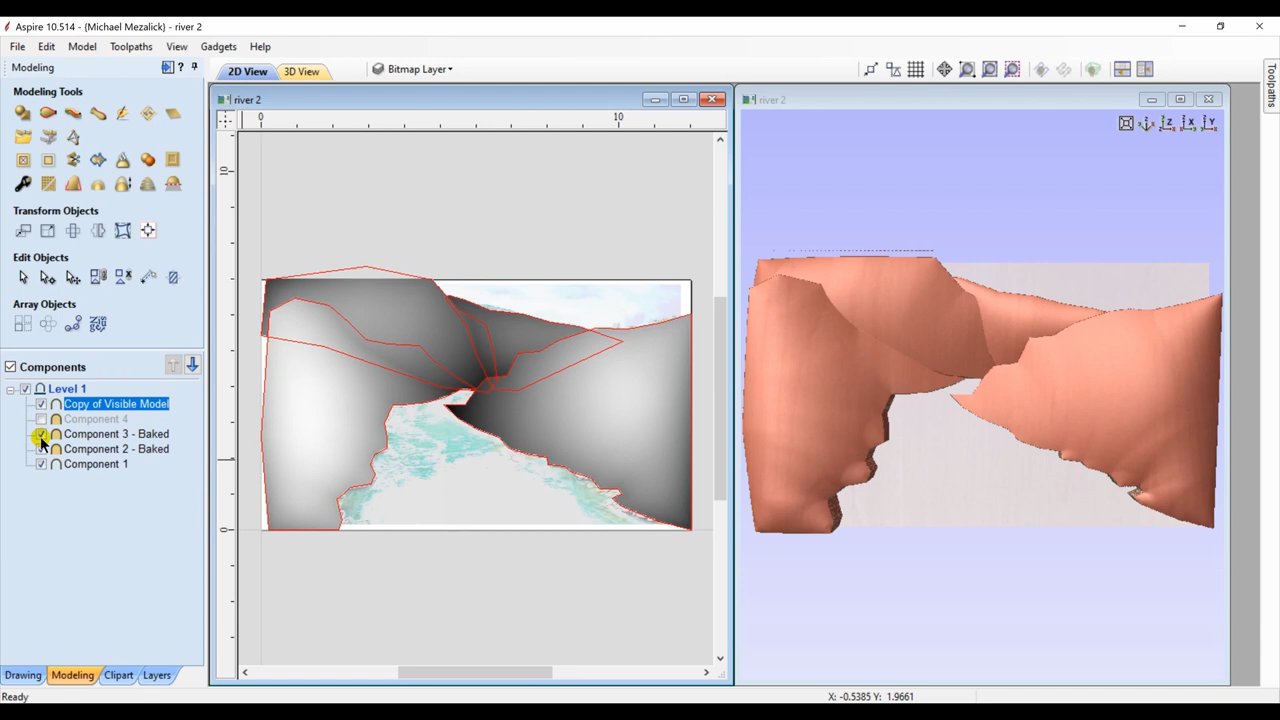 Aspire 10.514 - {Michael Mezalick} - river 2
File Edit Model Toolpaths View Gadgets Help
Modeling ?
2D View 3D View Bitmap Layer
Modeling Tools
river 2
river 2
Toolpaths
0 10
10
0
Z X Y
Transform Objects
Edit Objects
Array Objects
Components
Level 1
Copy of Visible Model
Component 4
Component 3 - Baked
Component 2 - Baked
Component 1
Drawing Modeling Clipart Layers
Ready
X: -0.5385 Y: 1.9661